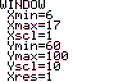 WINDOW
Xmin=6
Xmax=17
Xscl=1
Ymin=60
Ymax=100
Yscl=10
Xres=1